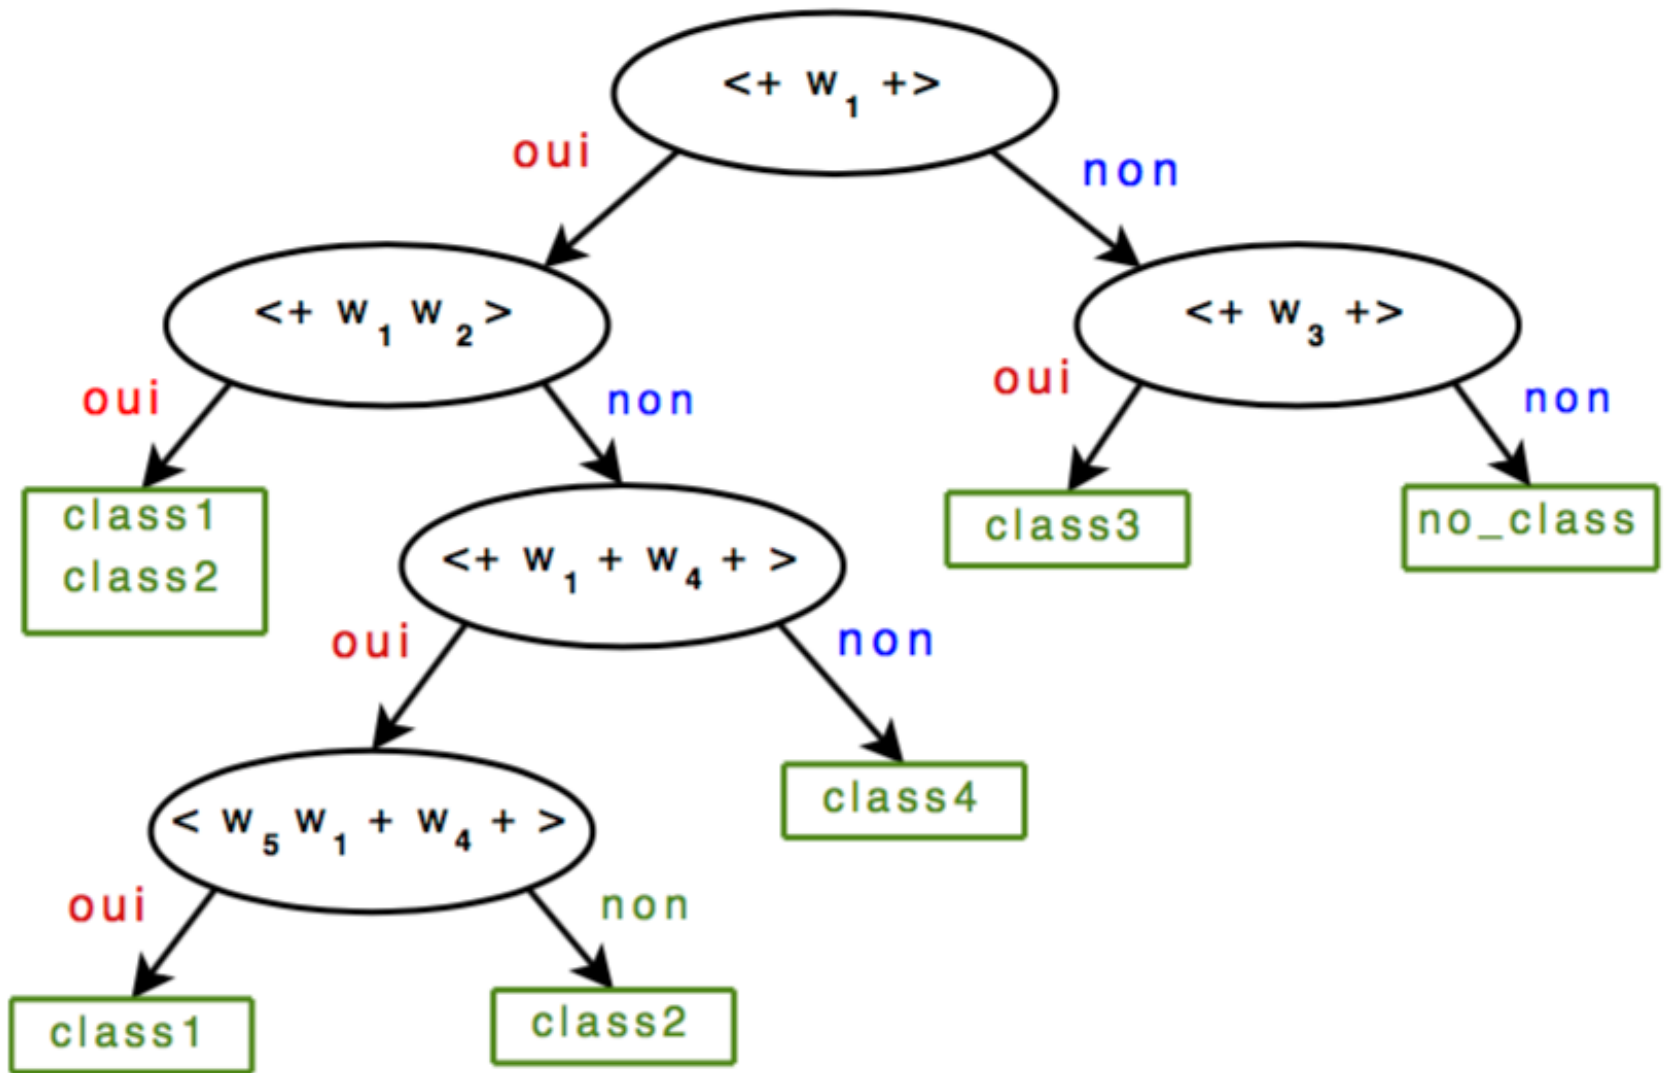 <+ w1 +>
oui
non
<+ w1 w2 >
<+ w3 +>
oui
non
oui
non
class1
class2
<+ w1 + w4 + >
class3
no_class
oui
non
< w5 w1 + w4 + >
class4
oui
non
class1
class2